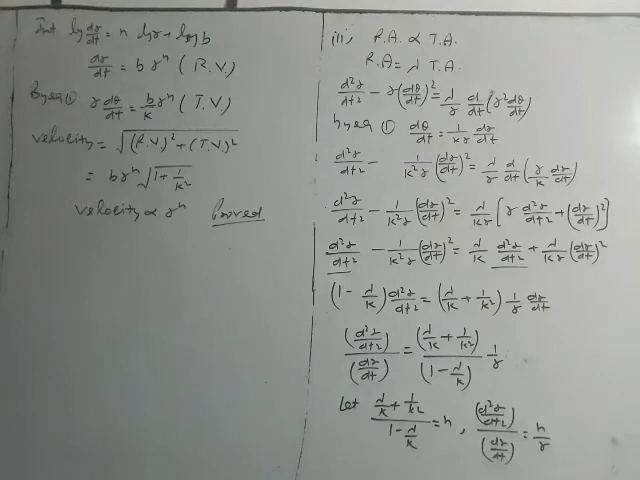 Int log dr/dt = n log r + log b
dr/dt = b r^n (R.V.)
By eq ① r dθ/dt = b/k r^n (T.V.)
velocity = √((R.V.)² + (T.V.)²)
= b r^n √(1 + 1/k²)
velocity ∝ r^n Proved
iii, R.A ∝ T.A.
R.A = λ T.A.
d²r/dt² - r(dθ/dt)² = λ/r d/dt(r² dθ/dt)
by eq ① dθ/dt = 1/kr dr/dt
d²r/dt² - 1/k²r (dr/dt)² = λ/r d/dt(r/k dr/dt)
d²r/dt² - 1/k²r (dr/dt)² = λ/kr [r d²r/dt² + (dr/dt)²]
d²r/dt² - 1/k²r (dr/dt)² = λ/k d²r/dt² + λ/kr (dr/dt)²
(1 - λ/k) d²r/dt² = (λ/k + 1/k²) 1/r dr/dt
(d²r/dt²)/(dr/dt) = (λ/k + 1/k²)/(1 - λ/k) 1/r
Let (λ/k + 1/k²)/(1 - λ/k) = n, (d²r/dt²)/(dr/dt) = n/r